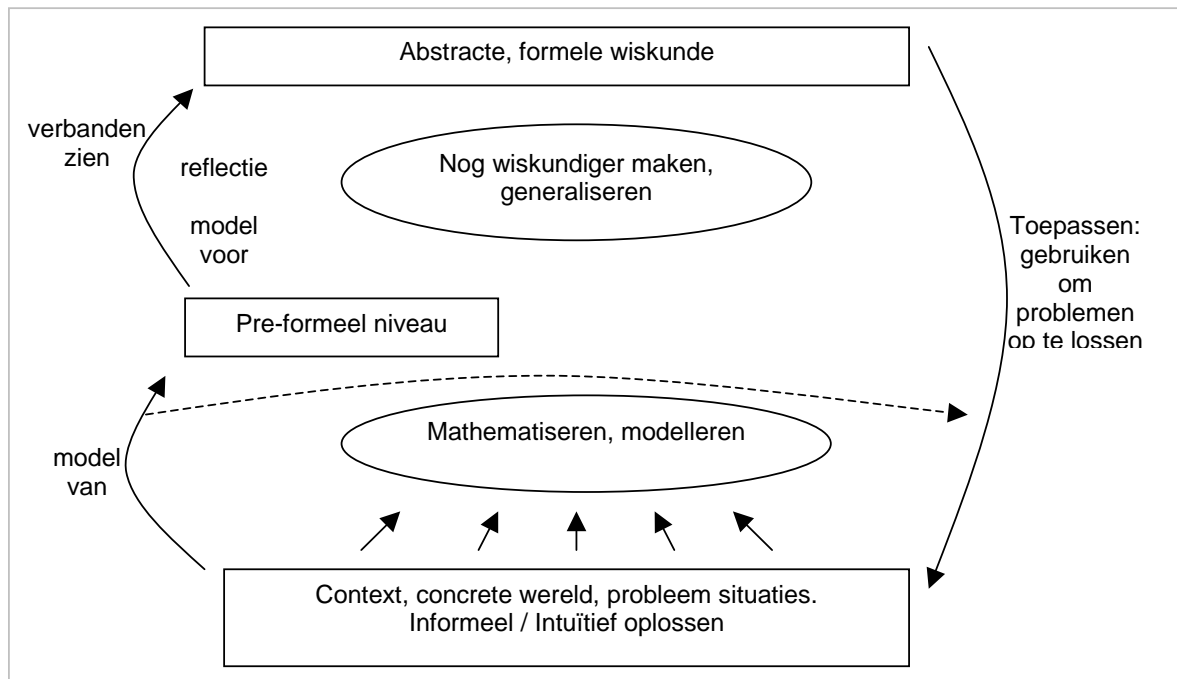 Abstracte, formele wiskunde
verbanden
zien
reflectie
Nog wiskundiger maken,
generaliseren
model
voor
Toepassen:
gebruiken
om
problemen
op te lossen
Pre-formeel niveau
Mathematiseren, modelleren
model
van
Context, concrete wereld, probleem situaties.
Informeel / Intuïtief oplossen